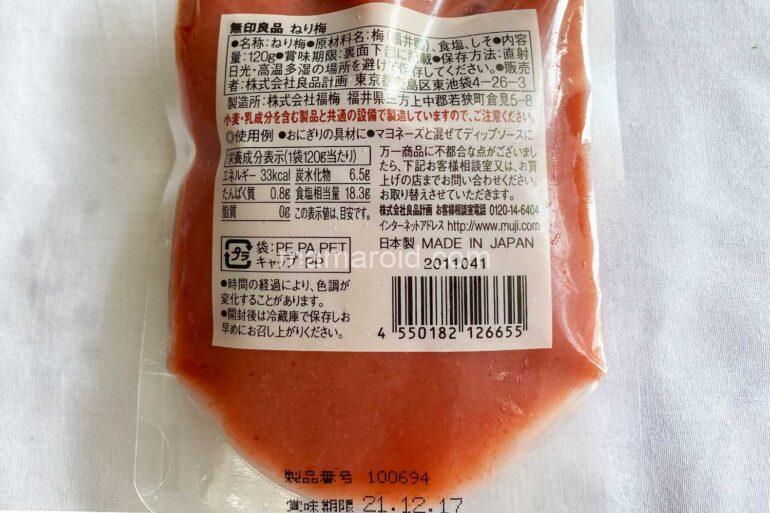 無印良品 ねり梅
●名称:ねり梅●原材料名:梅(福井県)、食塩、しそ●内容
量:120g●賞味期限:裏面下部に記載●保存方法:直射
日光・高温多湿の場所を避けて保存してください。●販売
者:株式会社良品計画 東京都豊島区東池袋4-26-3
製造所:株式会社福梅 福井県三方上中郡若狭町倉見5-8
小麦・乳成分を含む製品と共通の設備で製造していますので、ご注意ください。
◎使用例 ●おにぎりの具材に●マヨネーズと混ぜてディップソースに
栄養成分表示(1袋120g当たり)
エネルギー 33kcal 炭水化物 6.5g
たんぱく質 0.8g 食塩相当量 18.3g
脂質 0g この表示値は、目安です。
万一商品に不都合な点がございまし
たら、下記お客様相談室又は、お買
上げの店までお問い合わせください。
お取り替えさせていただきます。
株式会社良品計画 お客様相談室電話 0120-14-6404
インターネットアドレス http://www.muji.com
日本製 MADE IN JAPAN
2011041
プラ
袋:PE,PA,PET
キャップ:PP
mamaroid.com
●時間の経過により、色調が
変化することがあります。
●開封後は冷蔵庫で保存しお
早めにお召し上がりください。
4 550182 126655
製品番号 100694
賞味期限 21.12.17